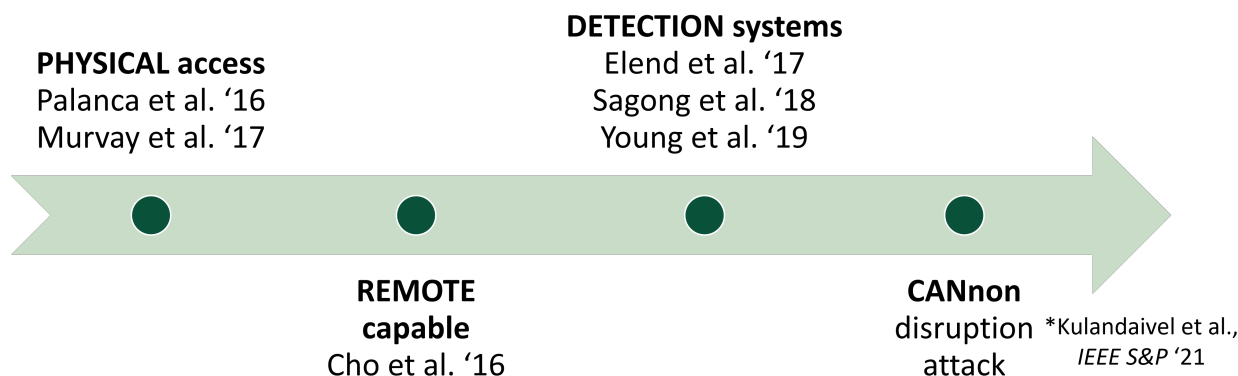 PHYSICAL access
Palanca et al. ‘16
Murvay et al. ‘17
REMOTE
capable
Cho et al. ‘16
DETECTION systems
Elend et al. ‘17
Sagong et al. ‘18
Young et al. ‘19
CANnon
disruption
attack
*Kulandaivel et al.,
IEEE S&P ‘21